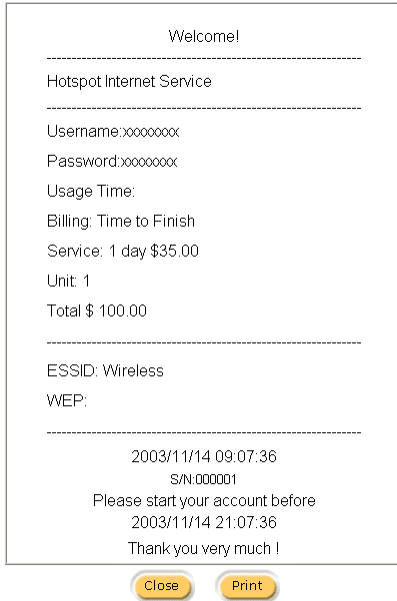 Welcome!
----------------------------------------------------------------
Hotspot Internet Service
----------------------------------------------------------------
Username:xxxxxxxx
Password:xxxxxxxx
Usage Time:
Billing: Time to Finish
Service: 1 day $35.00
Unit: 1
Total $ 100.00
----------------------------------------------------------------
ESSID: Wireless
WEP:
----------------------------------------------------------------
2003/11/14 09:07:36
S/N:000001
Please start your account before
2003/11/14 21:07:36
Thank you very much !
Close Print